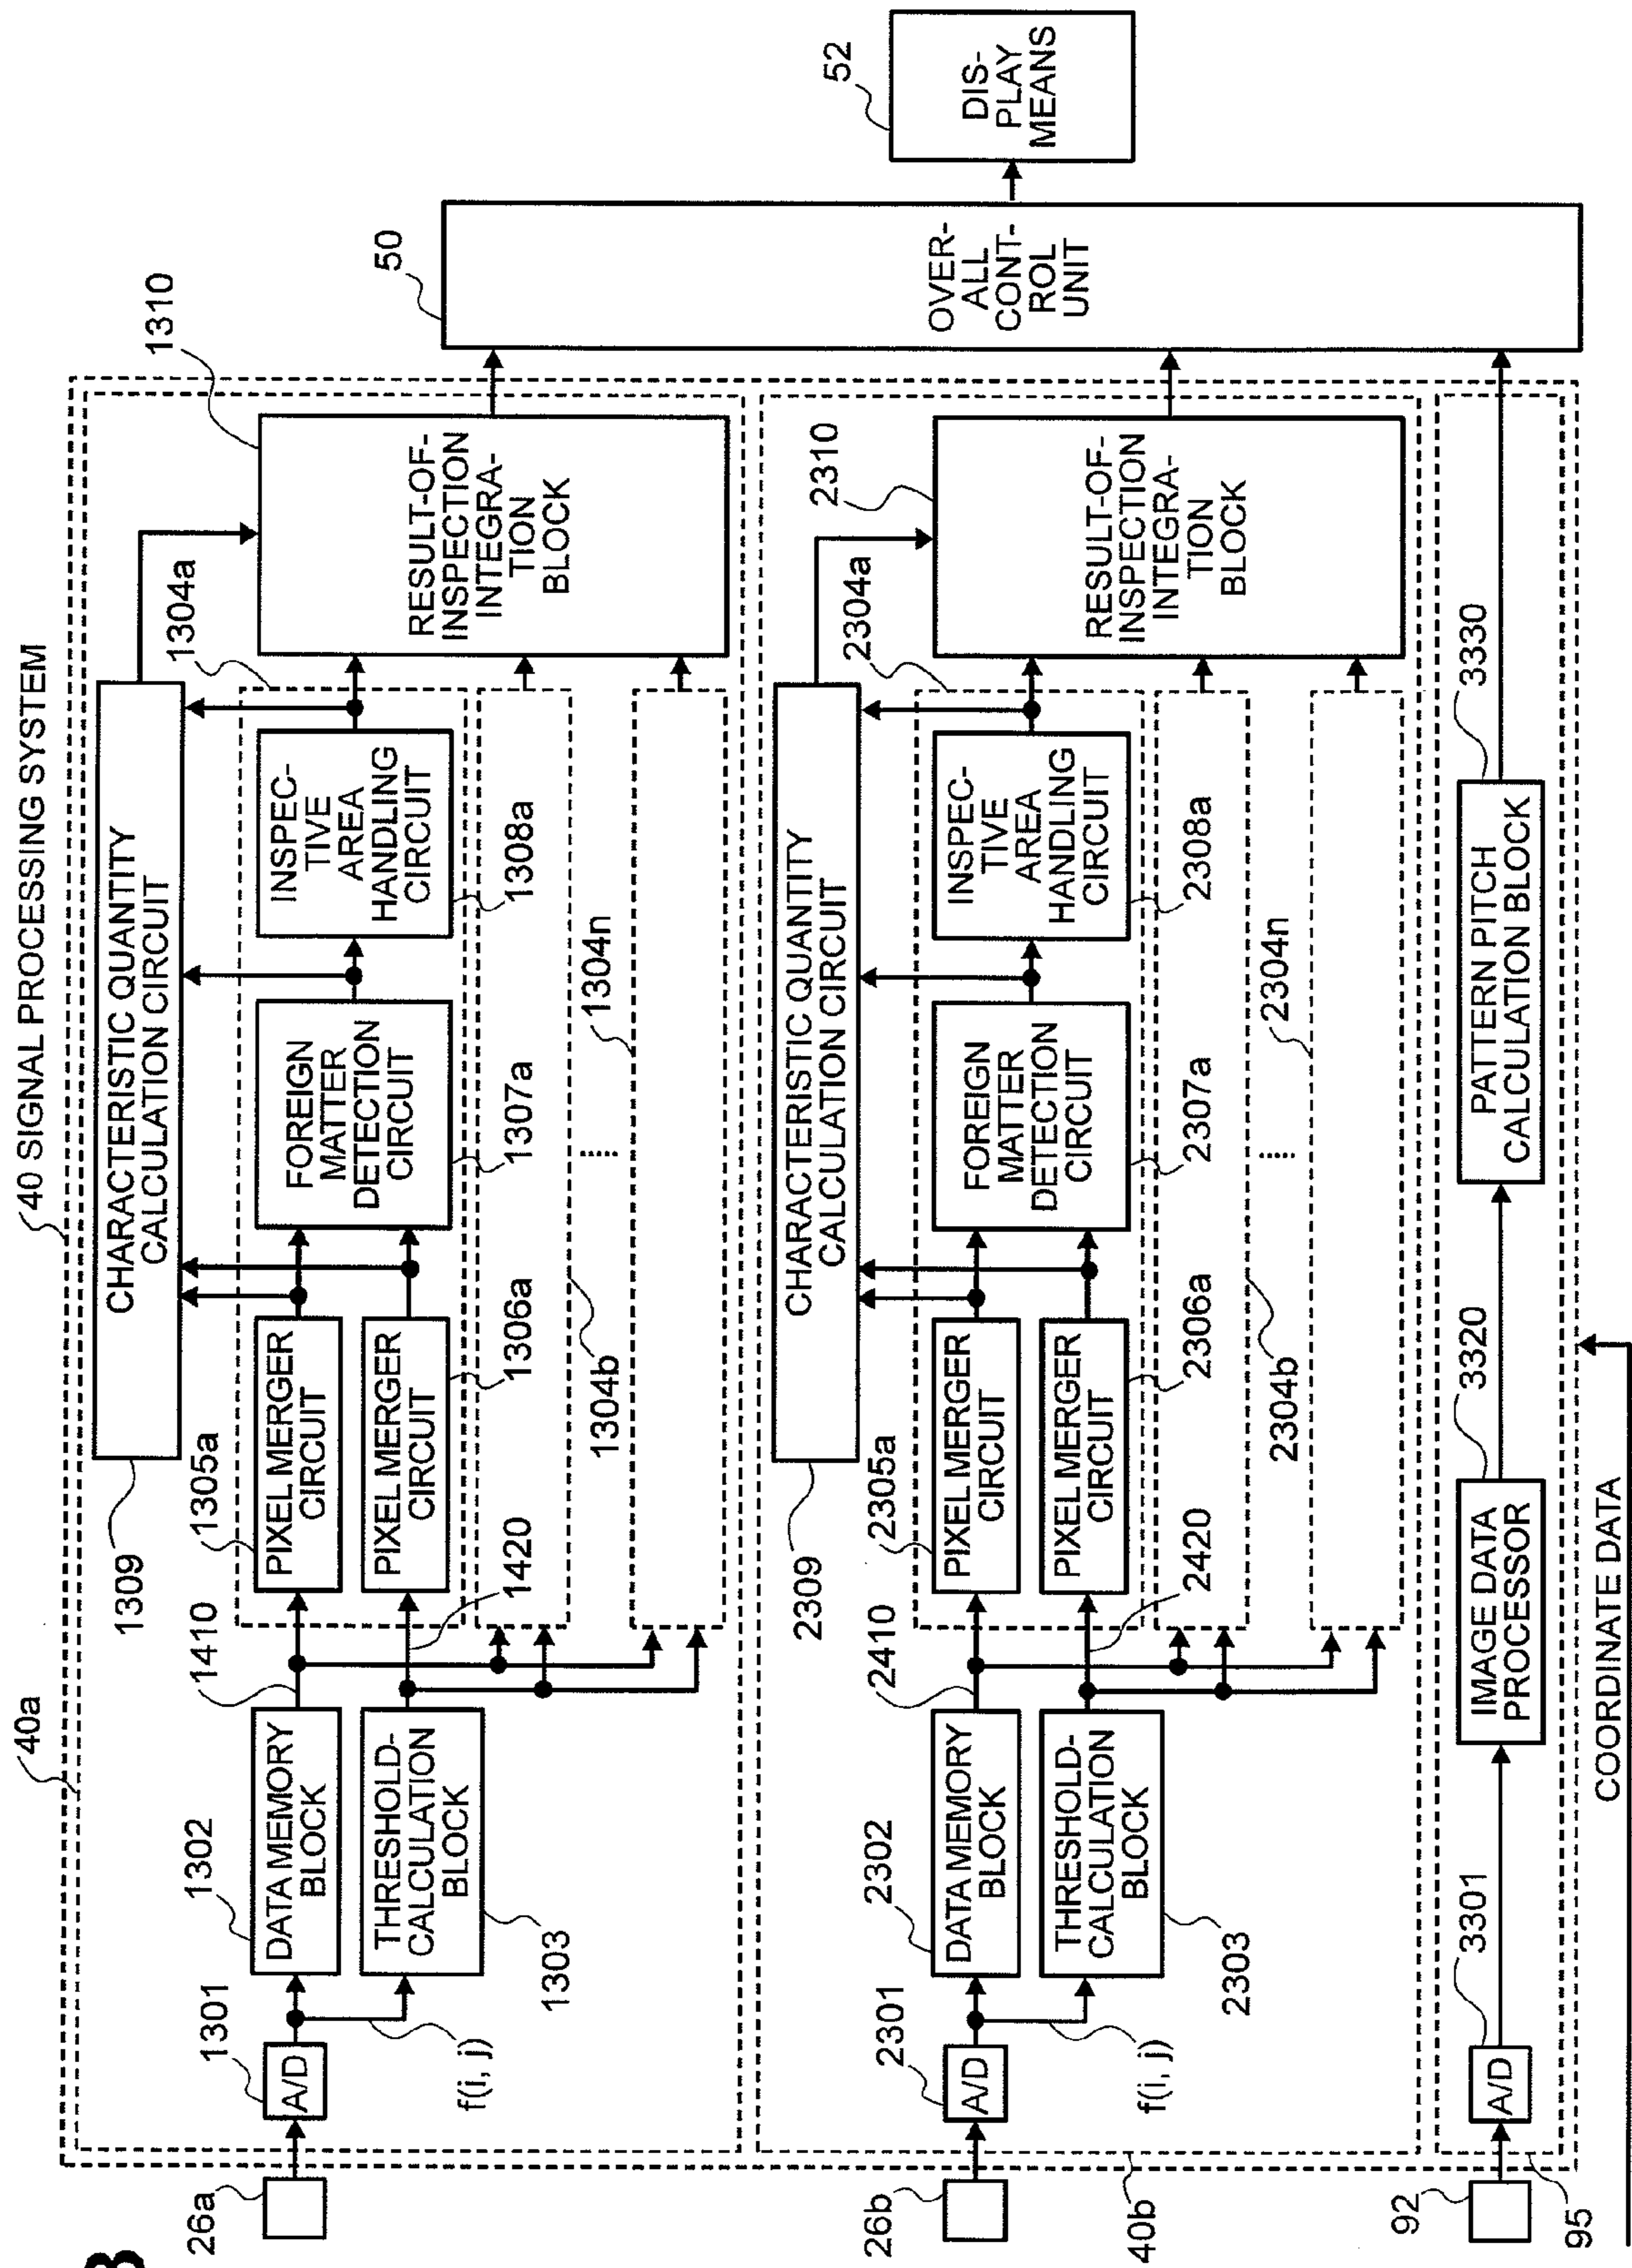 40 SIGNAL PROCESSING SYSTEM
40a
1309
CHARACTERISTIC QUANTITY
CALCULATION CIRCUIT
1310
26a
1301
A/D
f(i, j)
1302
DATA MEMORY
BLOCK
THRESHOLD-
CALCULATION
BLOCK
1303
1410
1420
1305a
PIXEL MERGER
CIRCUIT
PIXEL MERGER
CIRCUIT
1306a
FOREIGN
MATTER
DETECTION
CIRCUIT
1307a
INSPEC-
TIVE
AREA
HANDLING
CIRCUIT
1308a
1304a
1304b
......
1304n
RESULT-OF-
INSPECTION
INTEGRA-
TION
BLOCK
50
OVER-
ALL
CONT-
ROL
UNIT
52
DIS-
PLAY
MEANS
2309
CHARACTERISTIC QUANTITY
CALCULATION CIRCUIT
2310
26b
2301
A/D
f(i, j)
2302
DATA MEMORY
BLOCK
THRESHOLD-
CALCULATION
BLOCK
2303
2410
2420
2305a
PIXEL MERGER
CIRCUIT
PIXEL MERGER
CIRCUIT
2306a
FOREIGN
MATTER
DETECTION
CIRCUIT
2307a
INSPEC-
TIVE
AREA
HANDLING
CIRCUIT
2308a
2304a
2304b
......
2304n
RESULT-OF-
INSPECTION
INTEGRA-
TION
BLOCK
40b
92
3301
A/D
3320
IMAGE DATA
PROCESSOR
3330
PATTERN PITCH
CALCULATION BLOCK
95
COORDINATE DATA